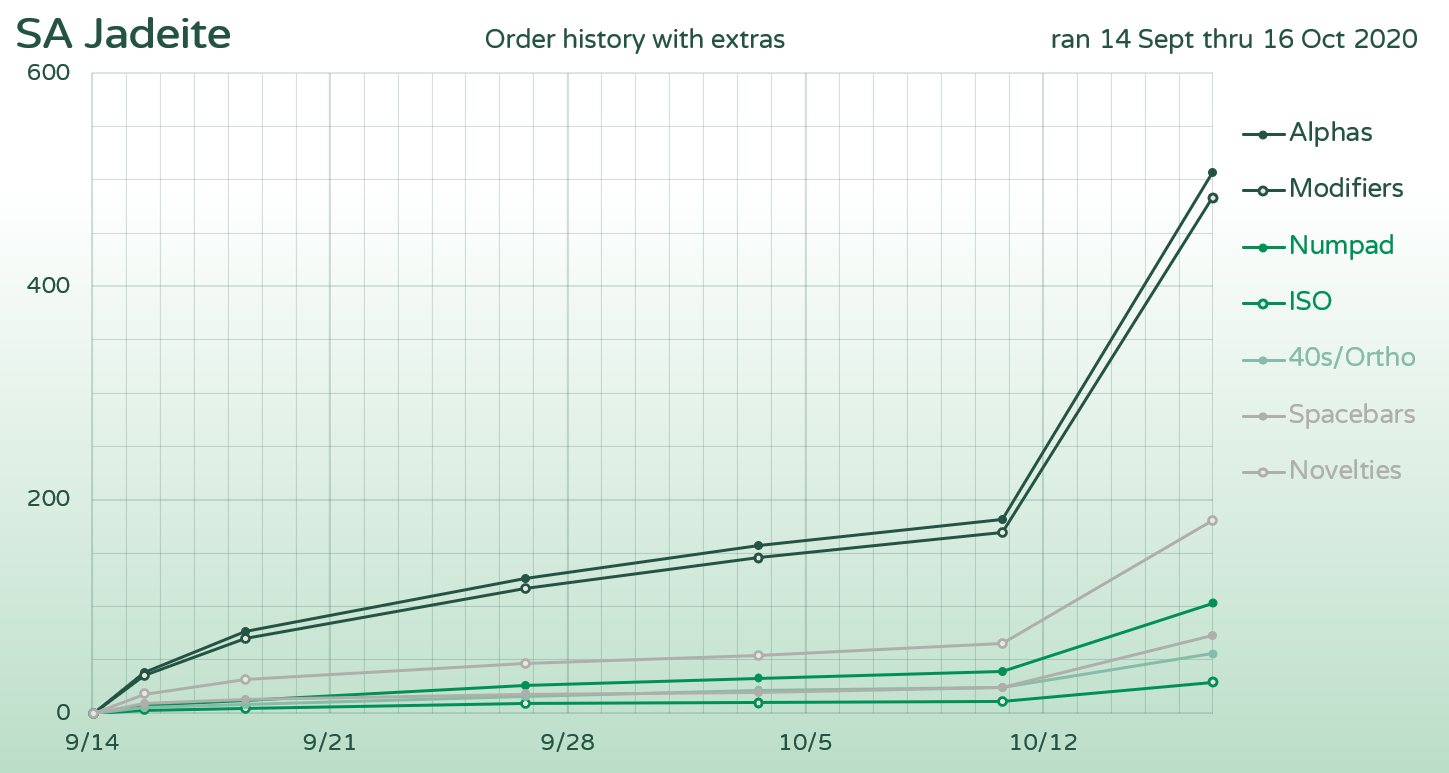 SA Jadeite
Order history with extras
ran 14 Sept thru 16 Oct 2020
600
400
200
0
9/14
9/21
9/28
10/5
10/12
Alphas
Modifiers
Numpad
ISO
40s/Ortho
Spacebars
Novelties